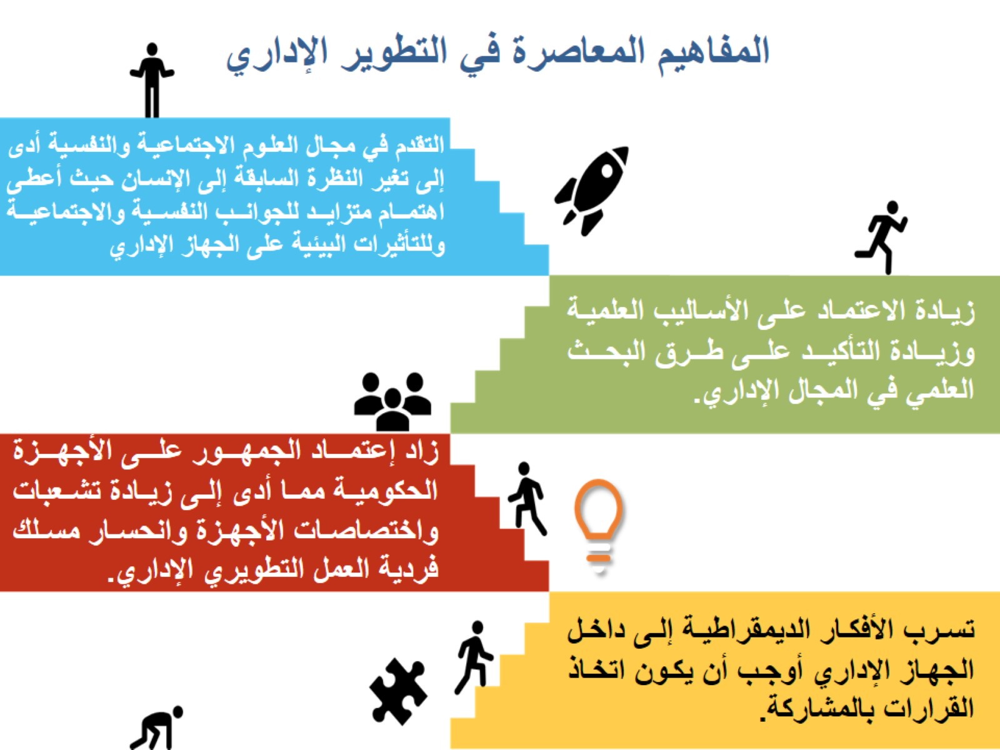 المفاهيم المعاصرة في التطوير الإداري
التقدم في مجال العلوم الاجتماعية والنفسية أدى
إلى تغير النظرة السابقة إلى الإنسان حيث أعطى
اهتمام متزايد للجوانب النفسية والاجتماعية
وللتأثيرات البيئية على الجهاز الإداري
زيادة الاعتماد على الأساليب العلمية
وزيادة التأكيد على طرق البحث
العلمي في المجال الإداري.
زاد إعتماد الجمهور على الأجهزة
الحكومية مما أدى إلى زيادة تشعبات
واختصاصات الأجهزة وانحسار مسلك
فردية العمل التطويري الإداري.
تسرب الأفكار الديمقراطية إلى داخل
الجهاز الإداري أوجب أن يكون اتخاذ
القرارات بالمشاركة.